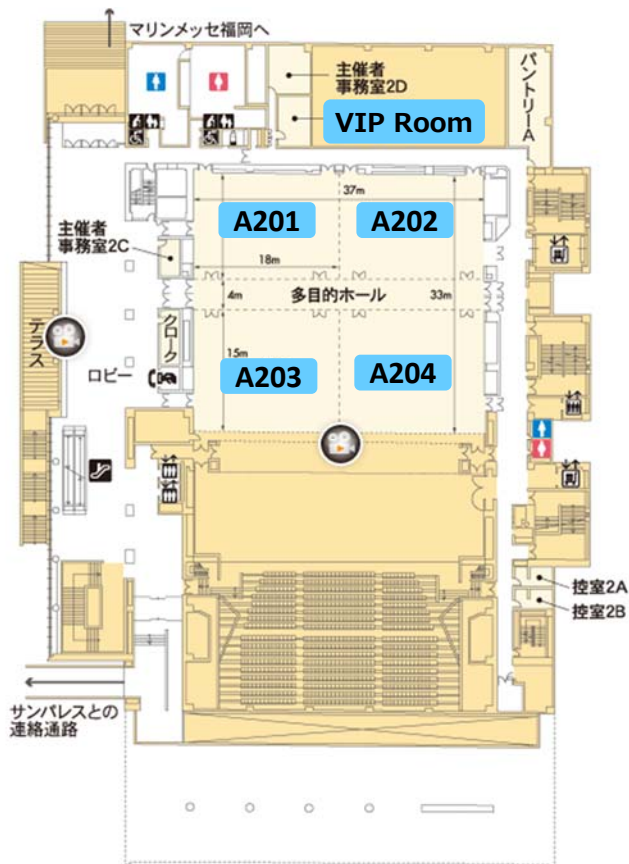 マリンメッセ福岡へ
主催者
事務室2D
パントリーA
VIP Room
37m
A201
A202
主催者
事務室2C
18m
4m
多目的ホール
33m
テラス
クローク
15m
ロビー
A203
A204
控室2A
控室2B
サンパレスとの
連絡通路